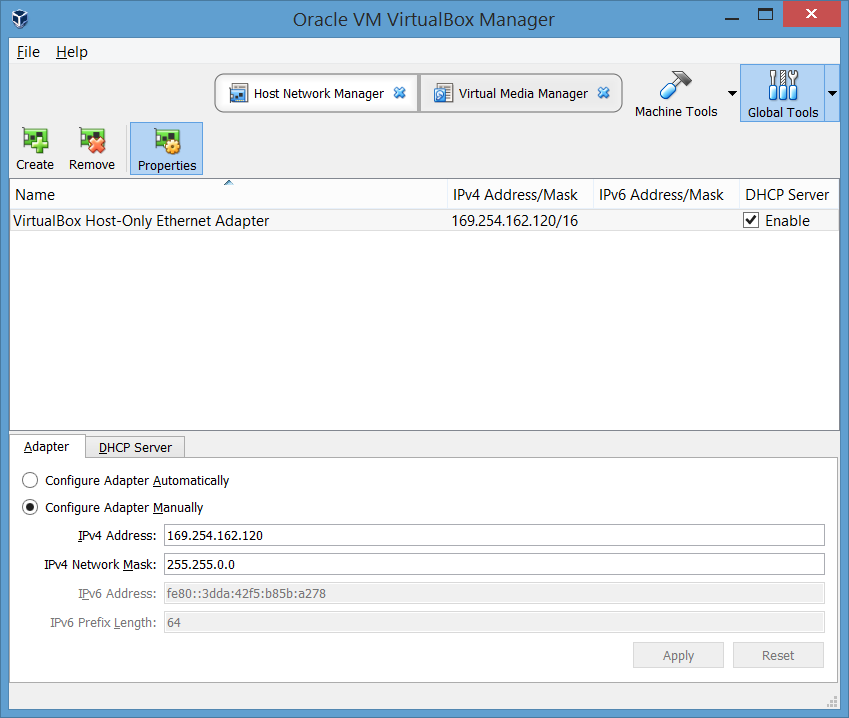 Oracle VM VirtualBox Manager
File Help
Host Network Manager Virtual Media Manager
Machine Tools Global Tools
Create Remove Properties
Name IPv4 Address/Mask IPv6 Address/Mask DHCP Server
VirtualBox Host-Only Ethernet Adapter 169.254.162.120/16 Enable
Adapter DHCP Server
Configure Adapter Automatically
Configure Adapter Manually
IPv4 Address: 169.254.162.120
IPv4 Network Mask: 255.255.0.0
IPv6 Address: fe80::3dda:42f5:b85b:a278
IPv6 Prefix Length: 64
Apply Reset